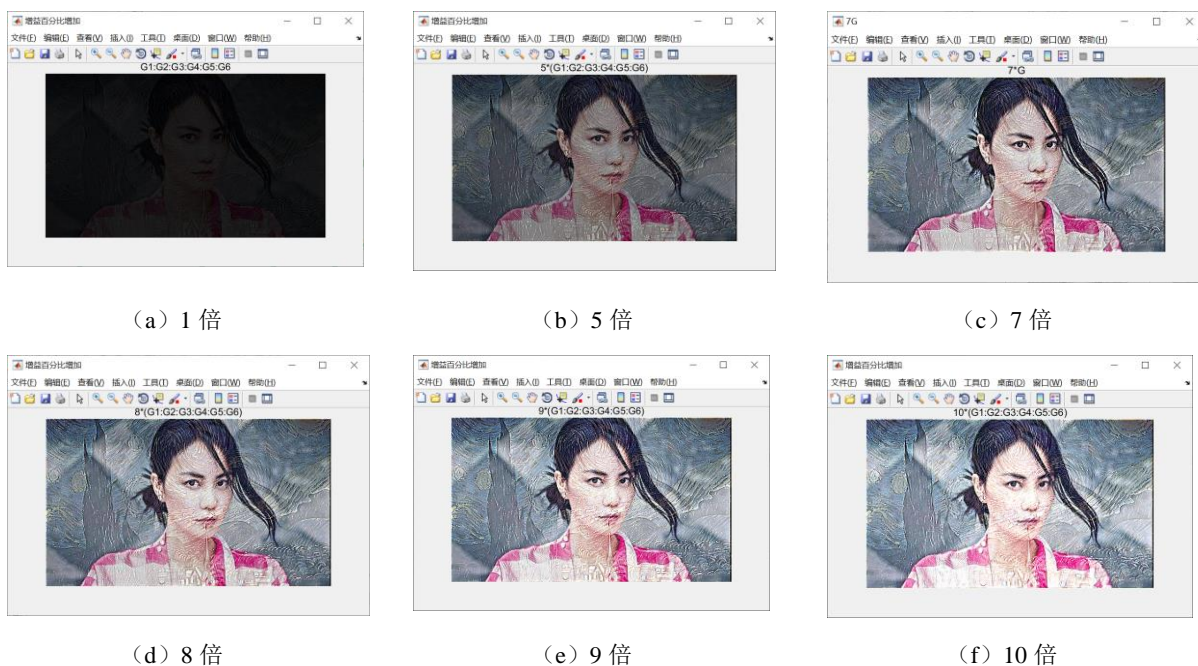 增益百分比增加
文件(F) 编辑(E) 查看(V) 插入(I) 工具(T) 桌面(D) 窗口(W) 帮助(H)
G1:G2:G3:G4:G5:G6
(a)1 倍
增益百分比增加
文件(F) 编辑(E) 查看(V) 插入(I) 工具(T) 桌面(D) 窗口(W) 帮助(H)
5*(G1:G2:G3:G4:G5:G6)
(b)5 倍
7G
文件(F) 编辑(E) 查看(V) 插入(I) 工具(T) 桌面(D) 窗口(W) 帮助(H)
7*G
(c)7 倍
增益百分比增加
文件(F) 编辑(E) 查看(V) 插入(I) 工具(T) 桌面(D) 窗口(W) 帮助(H)
8*(G1:G2:G3:G4:G5:G6)
(d)8 倍
增益百分比增加
文件(F) 编辑(E) 查看(V) 插入(I) 工具(T) 桌面(D) 窗口(W) 帮助(H)
9*(G1:G2:G3:G4:G5:G6)
(e)9 倍
增益百分比增加
文件(F) 编辑(E) 查看(V) 插入(I) 工具(T) 桌面(D) 窗口(W) 帮助(H)
10*(G1:G2:G3:G4:G5:G6)
(f)10 倍